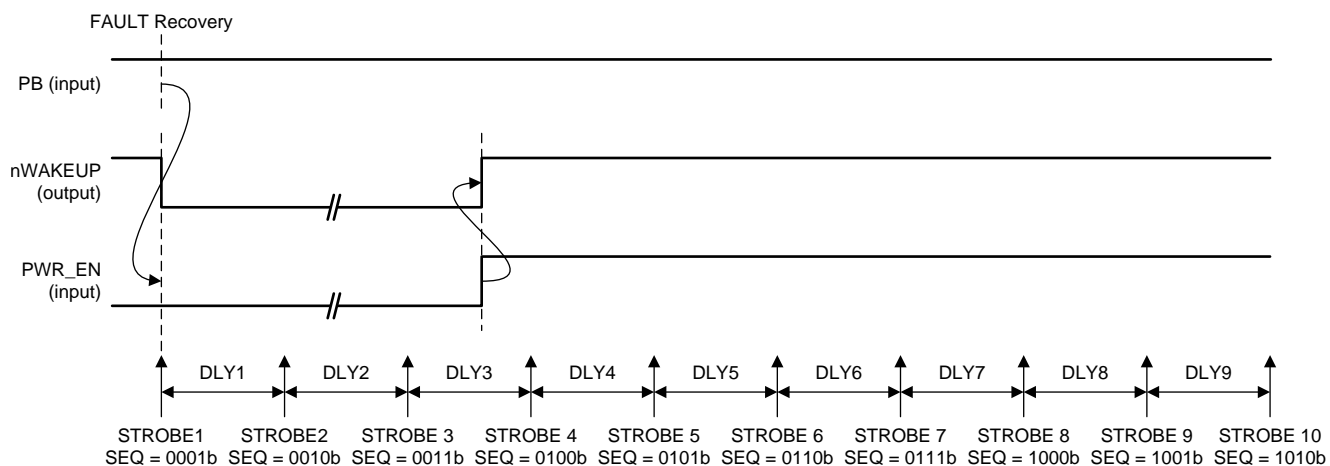 FAULT Recovery
PB (input)
nWAKEUP
(output)
PWR_EN
(input)
DLY1 DLY2 DLY3 DLY4 DLY5 DLY6 DLY7 DLY8 DLY9
STROBE1 STROBE2 STROBE 3 STROBE 4 STROBE 5 STROBE 6 STROBE 7 STROBE 8 STROBE 9 STROBE 10
SEQ = 0001b SEQ = 0010b SEQ = 0011b SEQ = 0100b SEQ = 0101b SEQ = 0110b SEQ = 0111b SEQ = 1000b SEQ = 1001b SEQ = 1010b